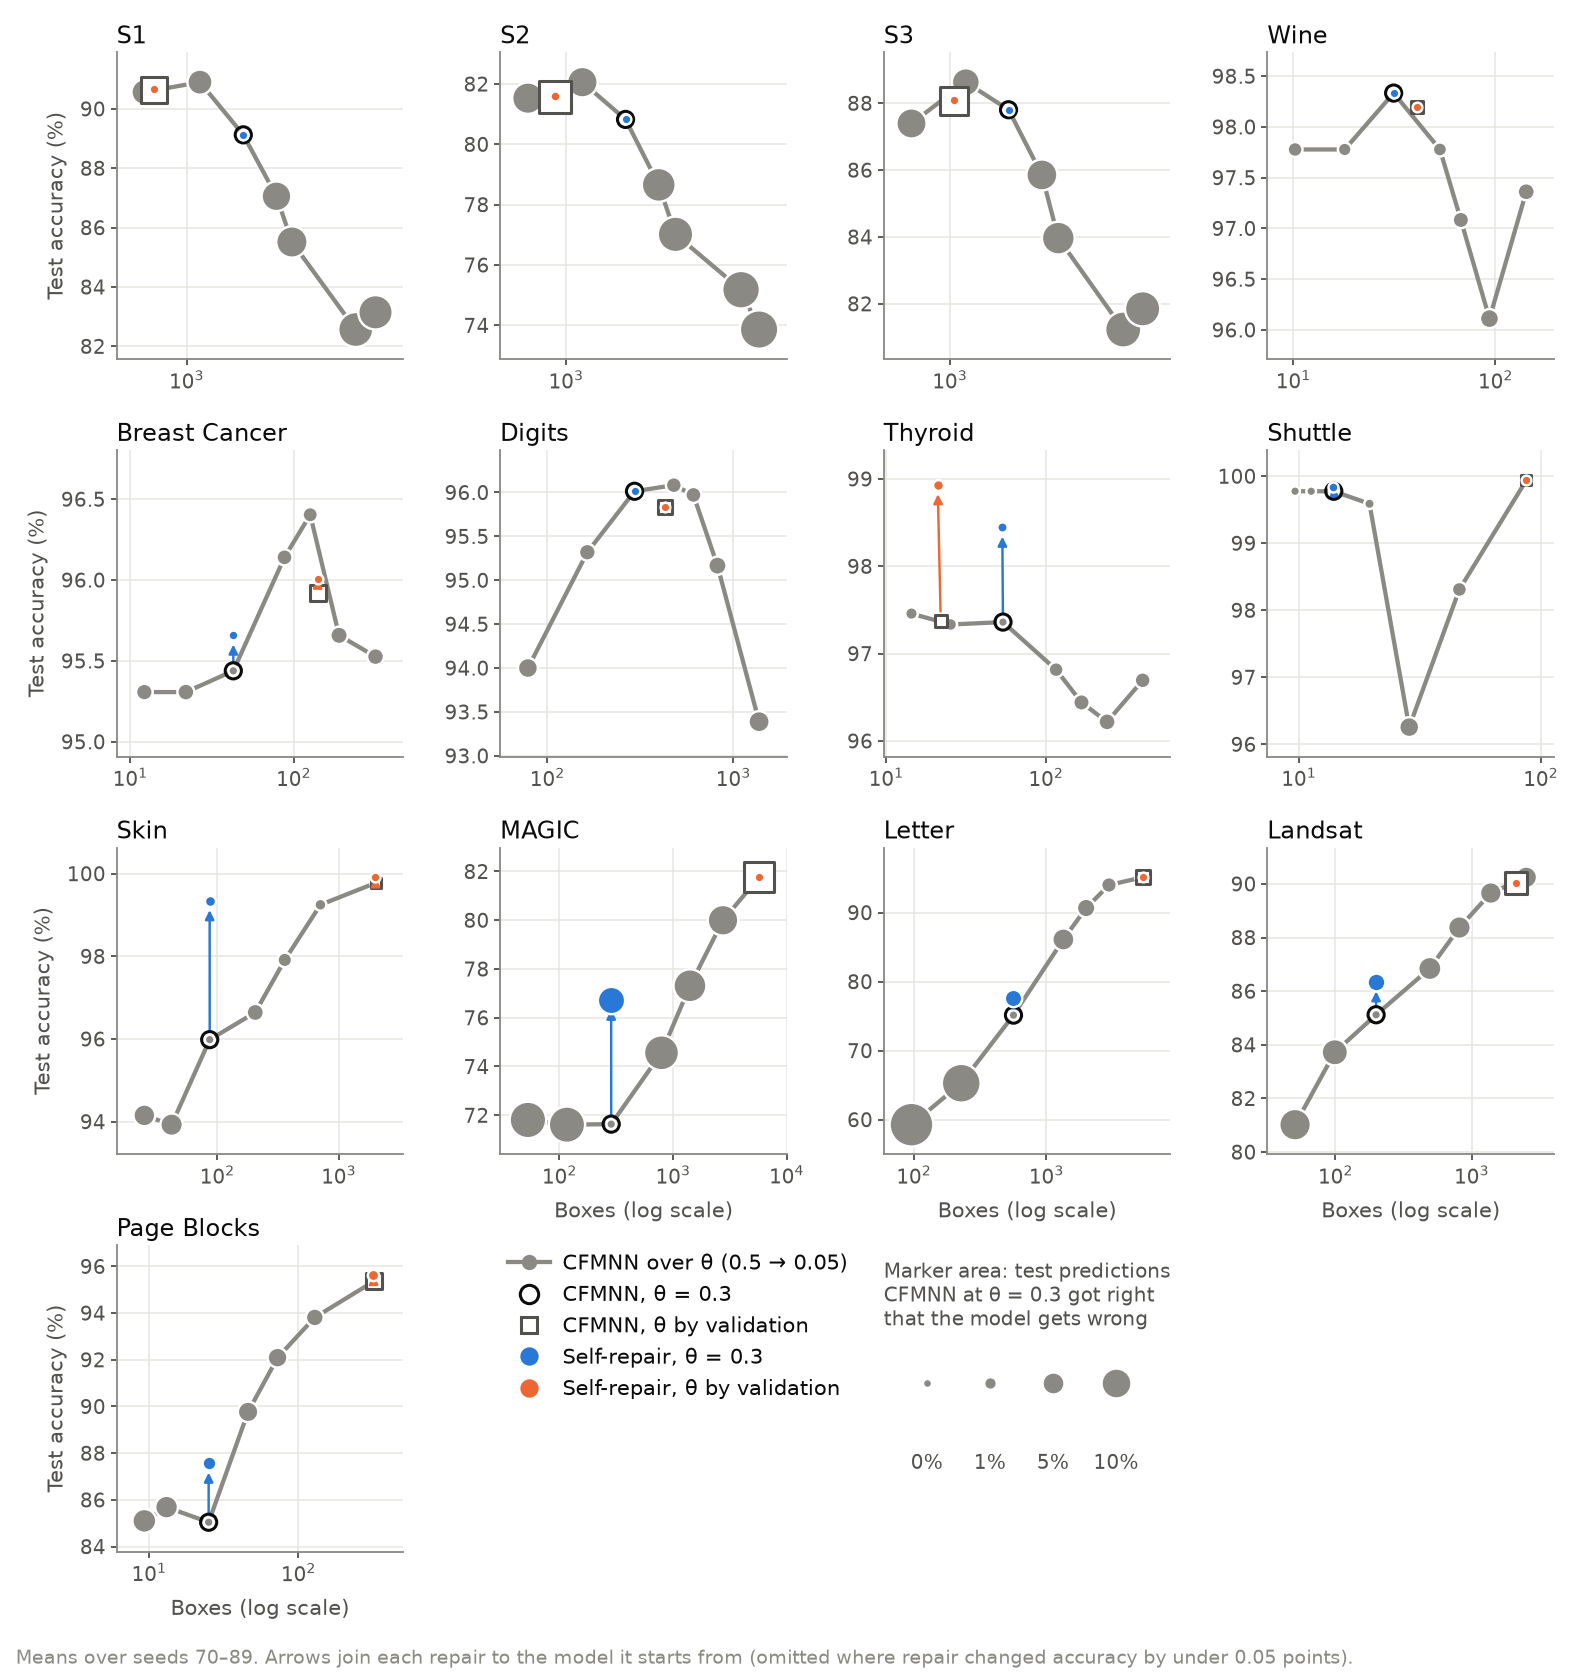 S1
S2
S3
Wine
Test accuracy (%)
90
88
86
84
82
10³
82
80
78
76
74
10³
88
86
84
82
10³
98.5
98.0
97.5
97.0
96.5
96.0
10¹
10²
Breast Cancer
Digits
Thyroid
Shuttle
Test accuracy (%)
96.5
96.0
95.5
95.0
10¹
10²
96.0
95.5
95.0
94.5
94.0
93.5
93.0
10²
10³
99
98
97
96
10¹
10²
100
99
98
97
96
10¹
10²
Skin
MAGIC
Letter
Landsat
Test accuracy (%)
100
98
96
94
10²
10³
82
80
78
76
74
72
10²
10³
10⁴
Boxes (log scale)
90
80
70
60
10²
10³
Boxes (log scale)
90
88
86
84
82
80
10²
10³
Boxes (log scale)
Page Blocks
Test accuracy (%)
96
94
92
90
88
86
84
10¹
10²
Boxes (log scale)
CFMNN over θ (0.5 → 0.05)
CFMNN, θ = 0.3
CFMNN, θ by validation
Self-repair, θ = 0.3
Self-repair, θ by validation
Marker area: test predictions
CFMNN at θ = 0.3 got right
that the model gets wrong
0% 1% 5% 10%
Means over seeds 70–89. Arrows join each repair to the model it starts from (omitted where repair changed accuracy by under 0.05 points).